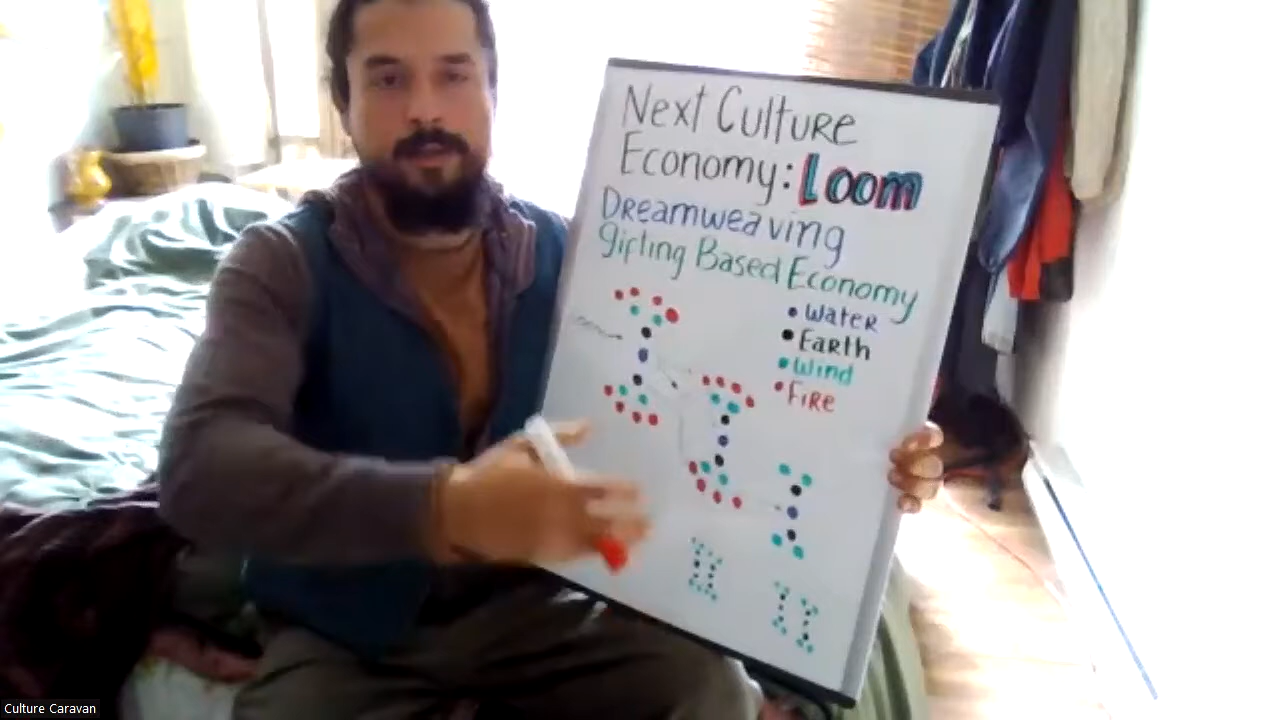 Next Culture
Economy: Loom
Dreamweaving
Gifting Based Economy
• Water
• Earth
• Wind
• Fire
Culture Caravan